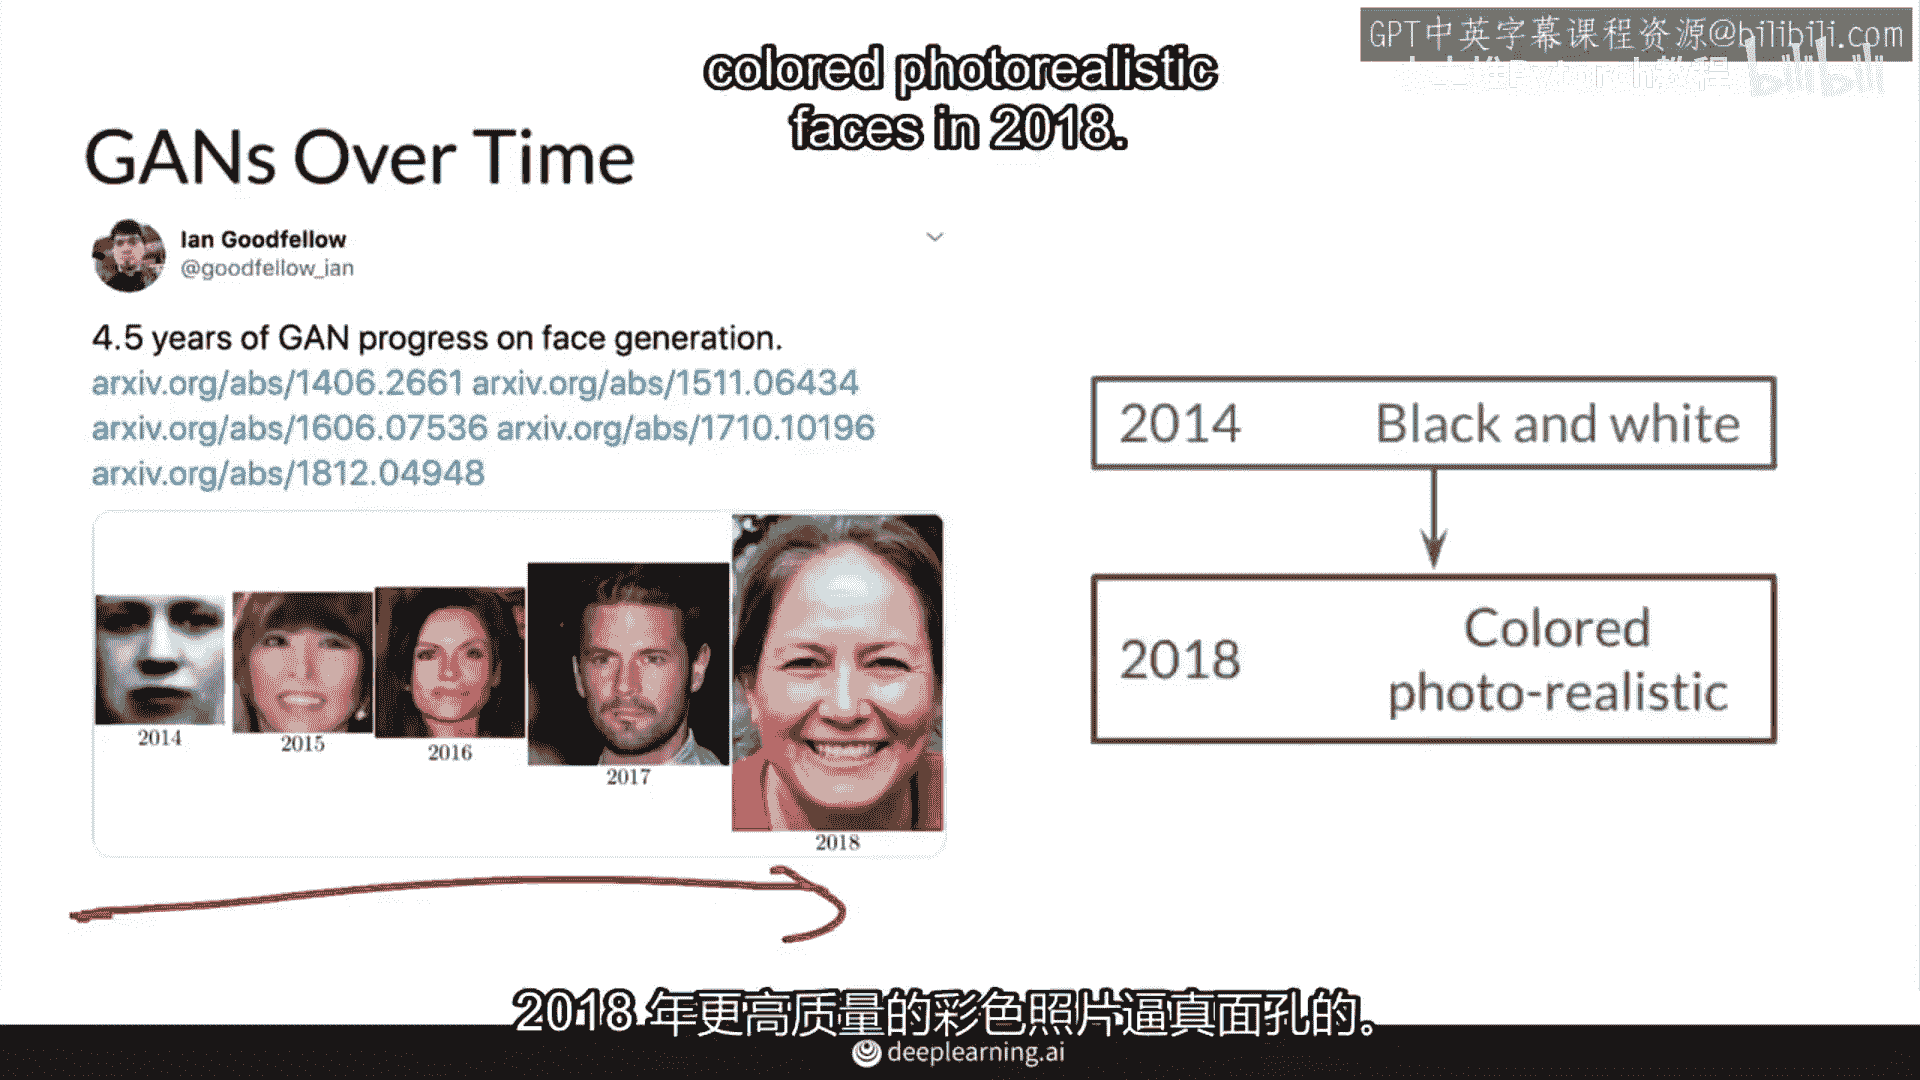 GPT中英字幕课程资源@bilibili.com
colored photorealistic
faces in 2018.
GANs Over Time
Ian Goodfellow
@goodfellow_ian
4.5 years of GAN progress on face generation.
arxiv.org/abs/1406.2661 arxiv.org/abs/1511.06434
arxiv.org/abs/1606.07536 arxiv.org/abs/1710.10196
arxiv.org/abs/1812.04948
2014 Black and white
2018 Colored
photo-realistic
2014
2015
2016
2017
2018
2018 年更高质量的彩色照片逼真面孔的。
deeplearning.ai